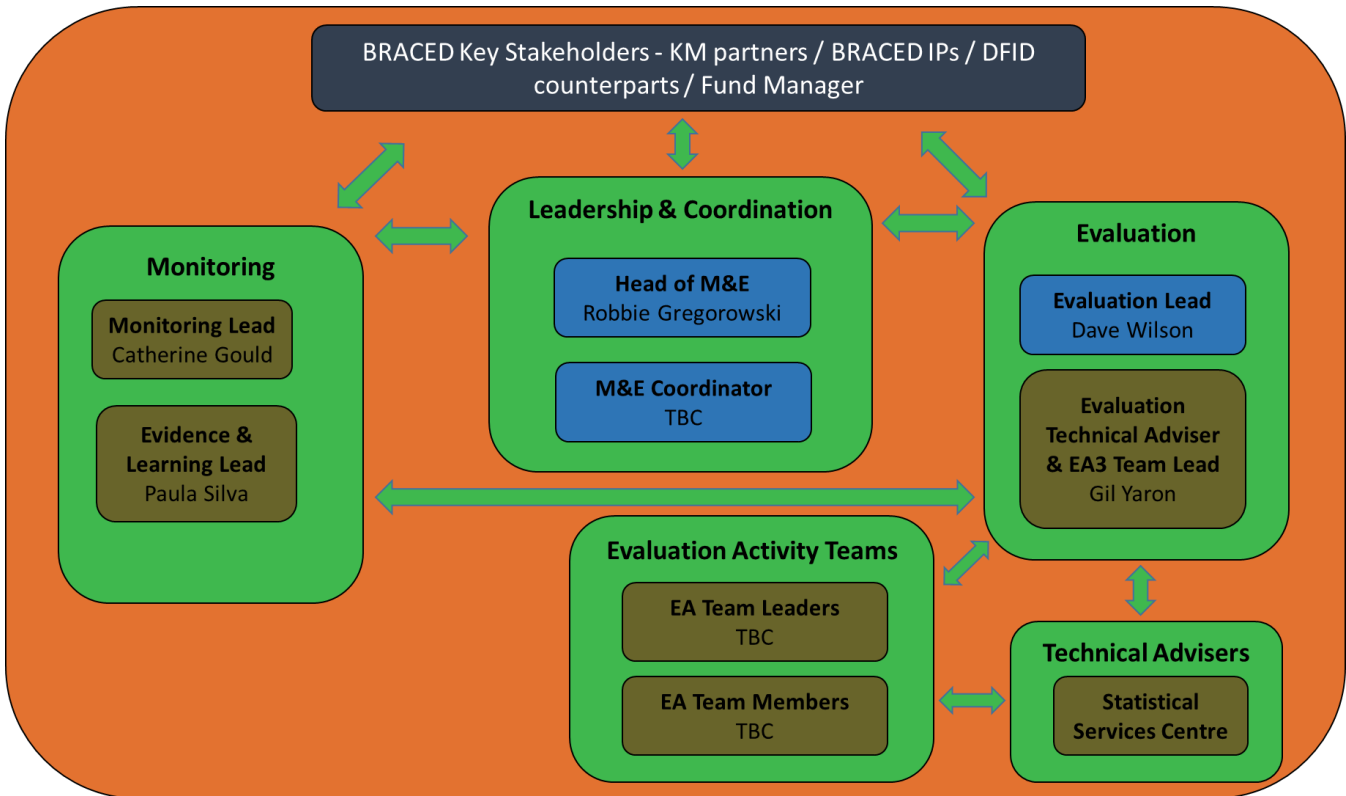 BRACED Key Stakeholders - KM partners / BRACED IPs / DFID
counterparts / Fund Manager
Leadership & Coordination
Head of M&E
Robbie Gregorowski
M&E Coordinator
TBC
Monitoring
Monitoring Lead
Catherine Gould
Evidence &
Learning Lead
Paula Silva
Evaluation
Evaluation Lead
Dave Wilson
Evaluation
Technical Adviser
& EA3 Team Lead
Gil Yaron
Evaluation Activity Teams
EA Team Leaders
TBC
EA Team Members
TBC
Technical Advisers
Statistical
Services Centre